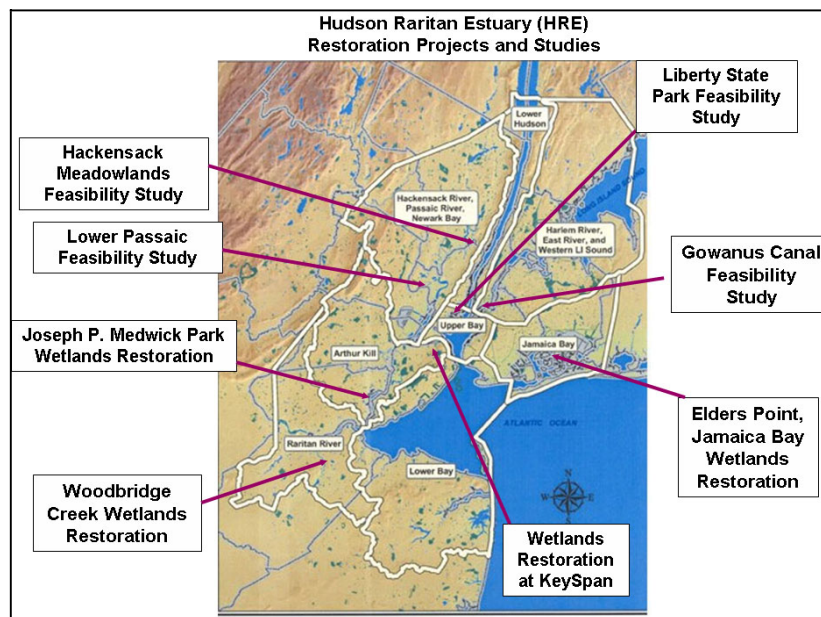 Hudson Raritan Estuary (HRE)
Restoration Projects and Studies
Liberty State
Park Feasibility
Study
Lower
Hudson
Hackensack
Meadowlands
Feasibility Study
LONG ISLAND SOUND
Hackensack River,
Passaic River,
Newark Bay
Harlem River,
East River, and
Western LI Sound
Lower Passaic
Feasibility Study
Gowanus Canal
Feasibility
Study
Upper Bay
Joseph P. Medwick Park
Wetlands Restoration
Arthur Kill
Jamaica Bay
Elders Point,
Jamaica Bay
Wetlands
Restoration
ATLANTIC OCEAN
Raritan River
Lower Bay
N
W
E
S
Woodbridge
Creek Wetlands
Restoration
Wetlands
Restoration
at KeySpan